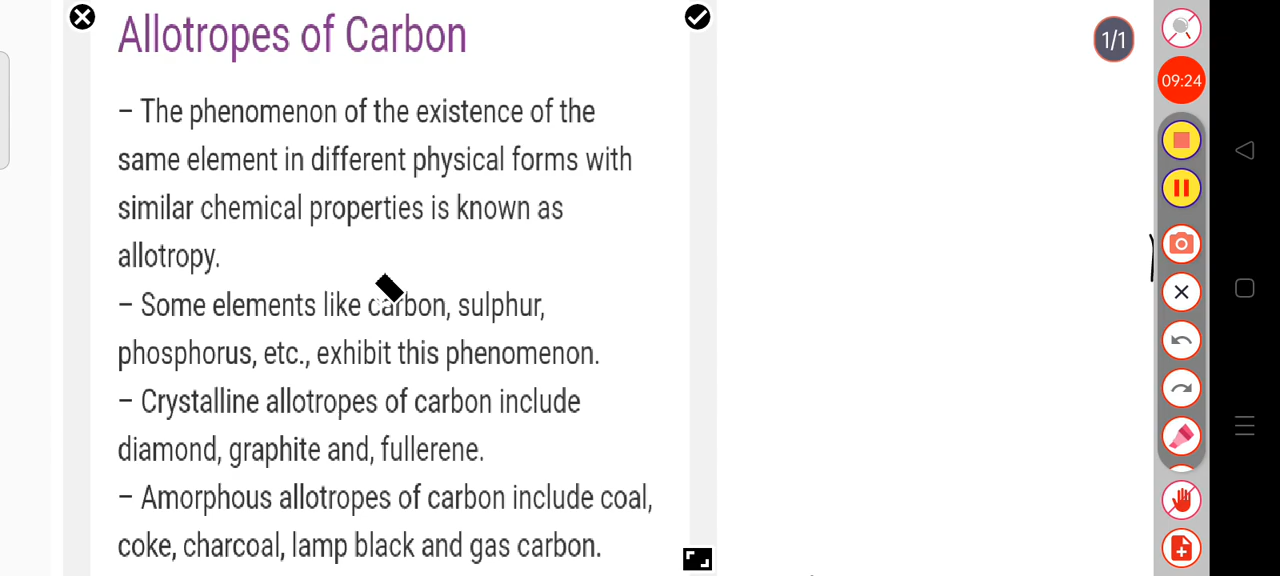 Allotropes of Carbon
1/1
09:24
– The phenomenon of the existence of the
same element in different physical forms with
similar chemical properties is known as
allotropy.
– Some elements like carbon, sulphur,
phosphorus, etc., exhibit this phenomenon.
– Crystalline allotropes of carbon include
diamond, graphite and, fullerene.
– Amorphous allotropes of carbon include coal,
coke, charcoal, lamp black and gas carbon.